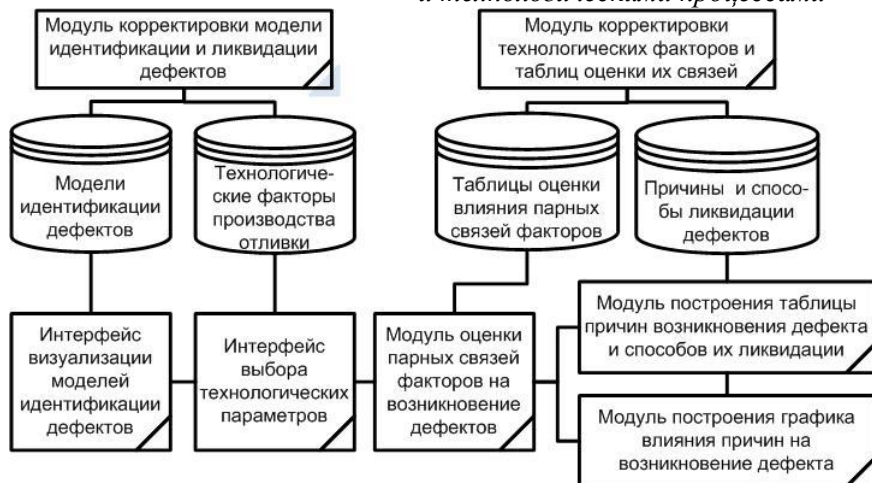 и технологическими процессами
Модуль корректировки модели
идентификации и ликвидации
дефектов
Модуль корректировки
технологических факторов и
таблиц оценки их связей
Модели
идентификации
дефектов
Технологиче-
ские факторы
производства
отливки
Таблицы оценки
влияния парных
связей факторов
Причины и спосо-
бы ликвидации
дефектов
Интерфейс
визуализации
моделей
идентификации
дефектов
Интерфейс
выбора
технологических
параметров
Модуль оценки
парных связей
факторов на
возникновение
дефектов
Модуль построения таблицы
причин возникновения дефекта
и способов их ликвидации
Модуль построения графика
влияния причин на
возникновение дефекта